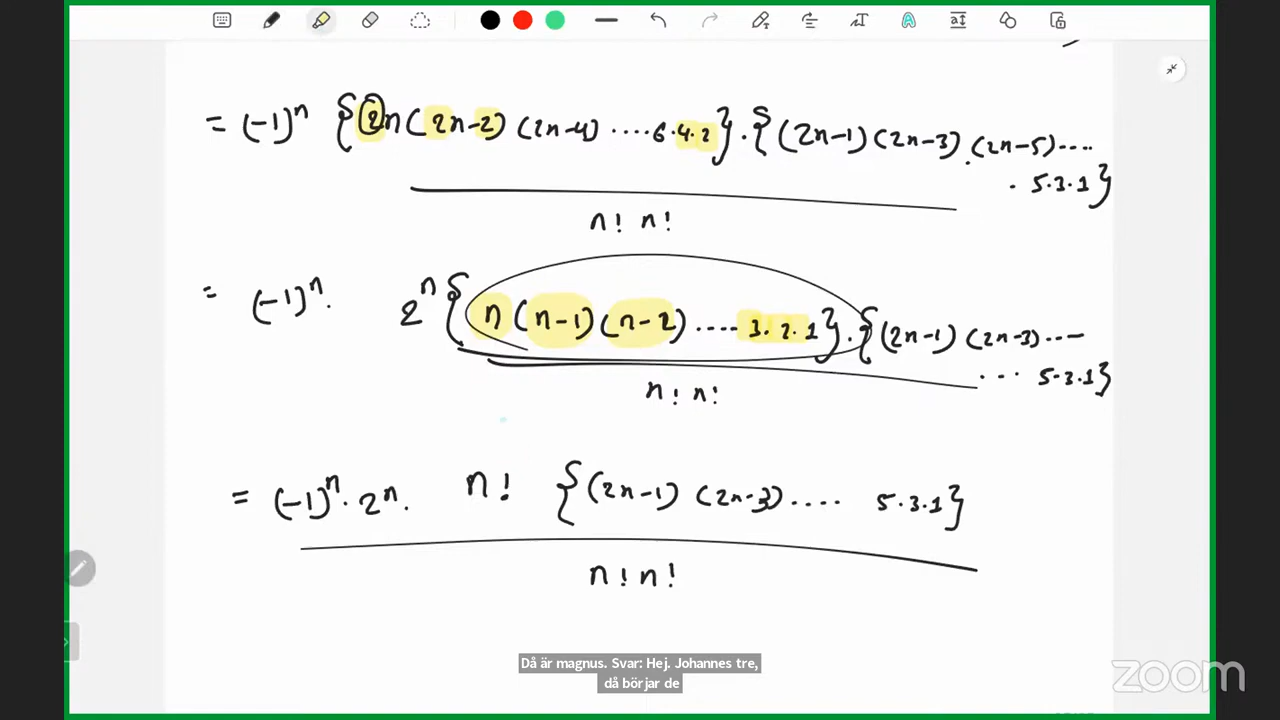 = (-1)ⁿ {2n(2n-2)(2n-4)....6.4.2}.{(2n-1)(2n-3).(2n-5)....
. 5.3.1}
n! n!
= (-1)ⁿ. 2ⁿ {n(n-1)(n-2)....3.2.1}.{(2n-1)(2n-3)....
... 5.3.1}
n! n!
= (-1)ⁿ.2ⁿ. n! {(2n-1)(2n-3).... 5.3.1}
n! n!
Då är magnus. Svar: Hej. Johannes tre,
då börjar de
zoom